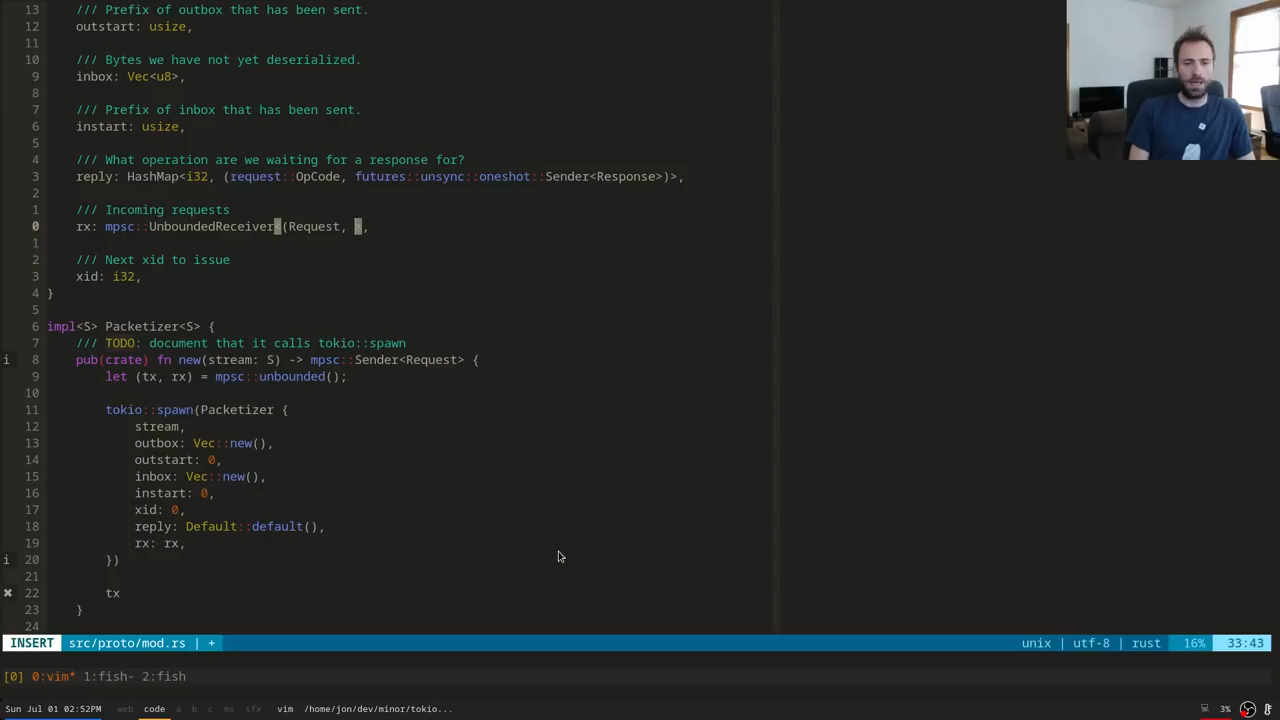 13     /// Prefix of outbox that has been sent.
12     outstart: usize,
11
10     /// Bytes we have not yet deserialized.
9     inbox: Vec<u8>,
8
7     /// Prefix of inbox that has been sent.
6     instart: usize,
5
4     /// What operation are we waiting for a response for?
3     reply: HashMap<i32, (request::OpCode, futures::unsync::oneshot::Sender<Response>)>,
2
1     /// Incoming requests
0     rx: mpsc::UnboundedReceiver<(Request, >,
1
2     /// Next xid to issue
3     xid: i32,
4 }
5
6 impl<S> Packetizer<S> {
7     /// TODO: document that it calls tokio::spawn
i 8     pub(crate) fn new(stream: S) -> mpsc::Sender<Request> {
9         let (tx, rx) = mpsc::unbounded();
10
11         tokio::spawn(Packetizer {
12             stream,
13             outbox: Vec::new(),
14             outstart: 0,
15             inbox: Vec::new(),
16             instart: 0,
17             xid: 0,
18             reply: Default::default(),
19             rx: rx,
i 20         })
21
✖ 22         tx
23     }
24
INSERT src/proto/mod.rs | + unix | utf-8 | rust 16% 33:43
[0] 0:vim* 1:fish- 2:fish
Sun Jul 01 02:52PM web code a b c mx sfx vim /home/jon/dev/minor/tokio... 3%